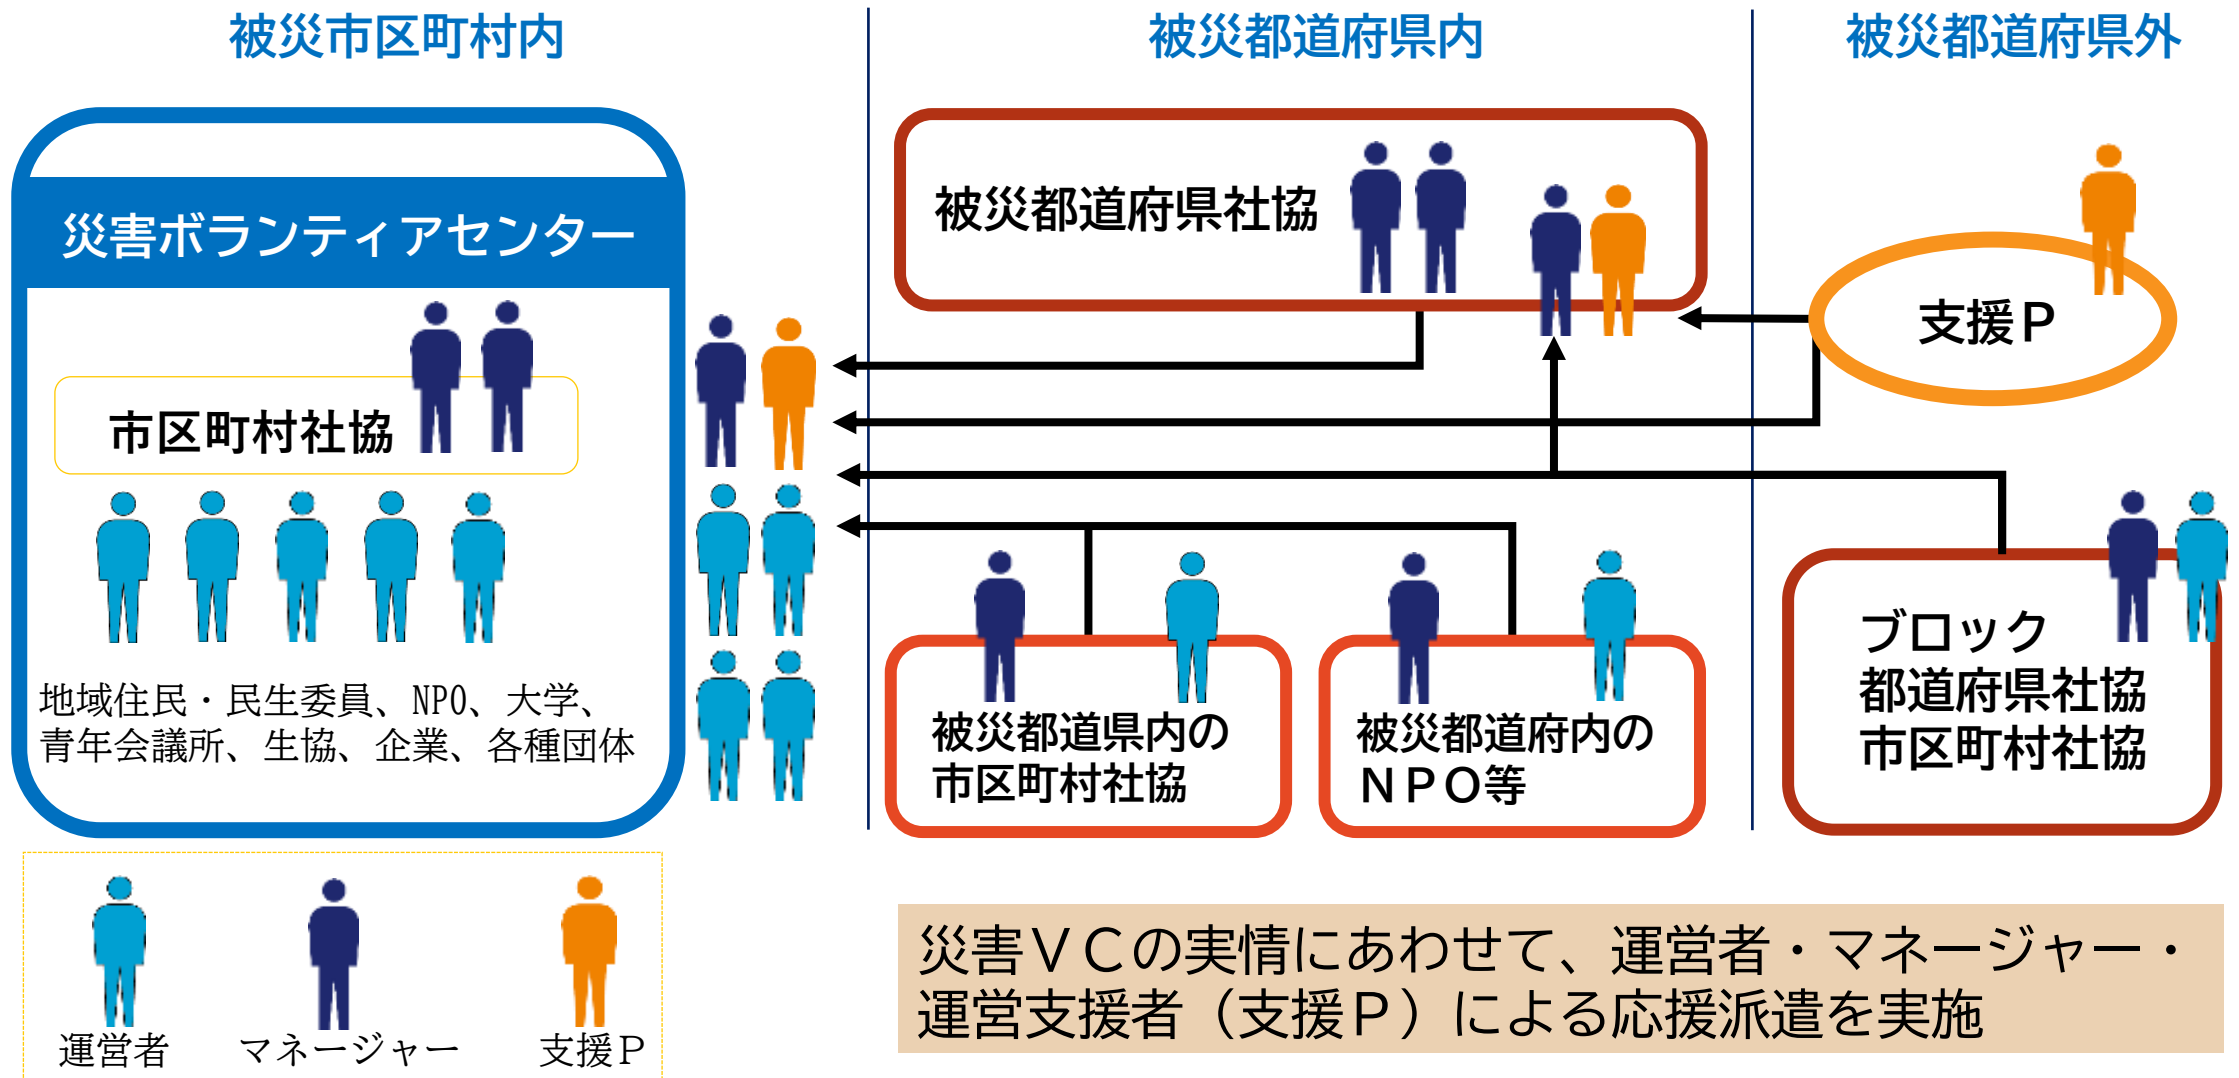 被災市区町村内
被災都道府県内
被災都道府県外
災害ボランティアセンター
市区町村社協
地域住民・民生委員、NPO、大学、
青年会議所、生協、企業、各種団体
被災都道府県社協
支援Ｐ
被災都道県内の
市区町村社協
被災都道府内の
ＮＰＯ等
ブロック
都道府県社協
市区町村社協
運営者
マネージャー
支援Ｐ
災害ＶＣの実情にあわせて、運営者・マネージャー・
運営支援者（支援Ｐ）による応援派遣を実施